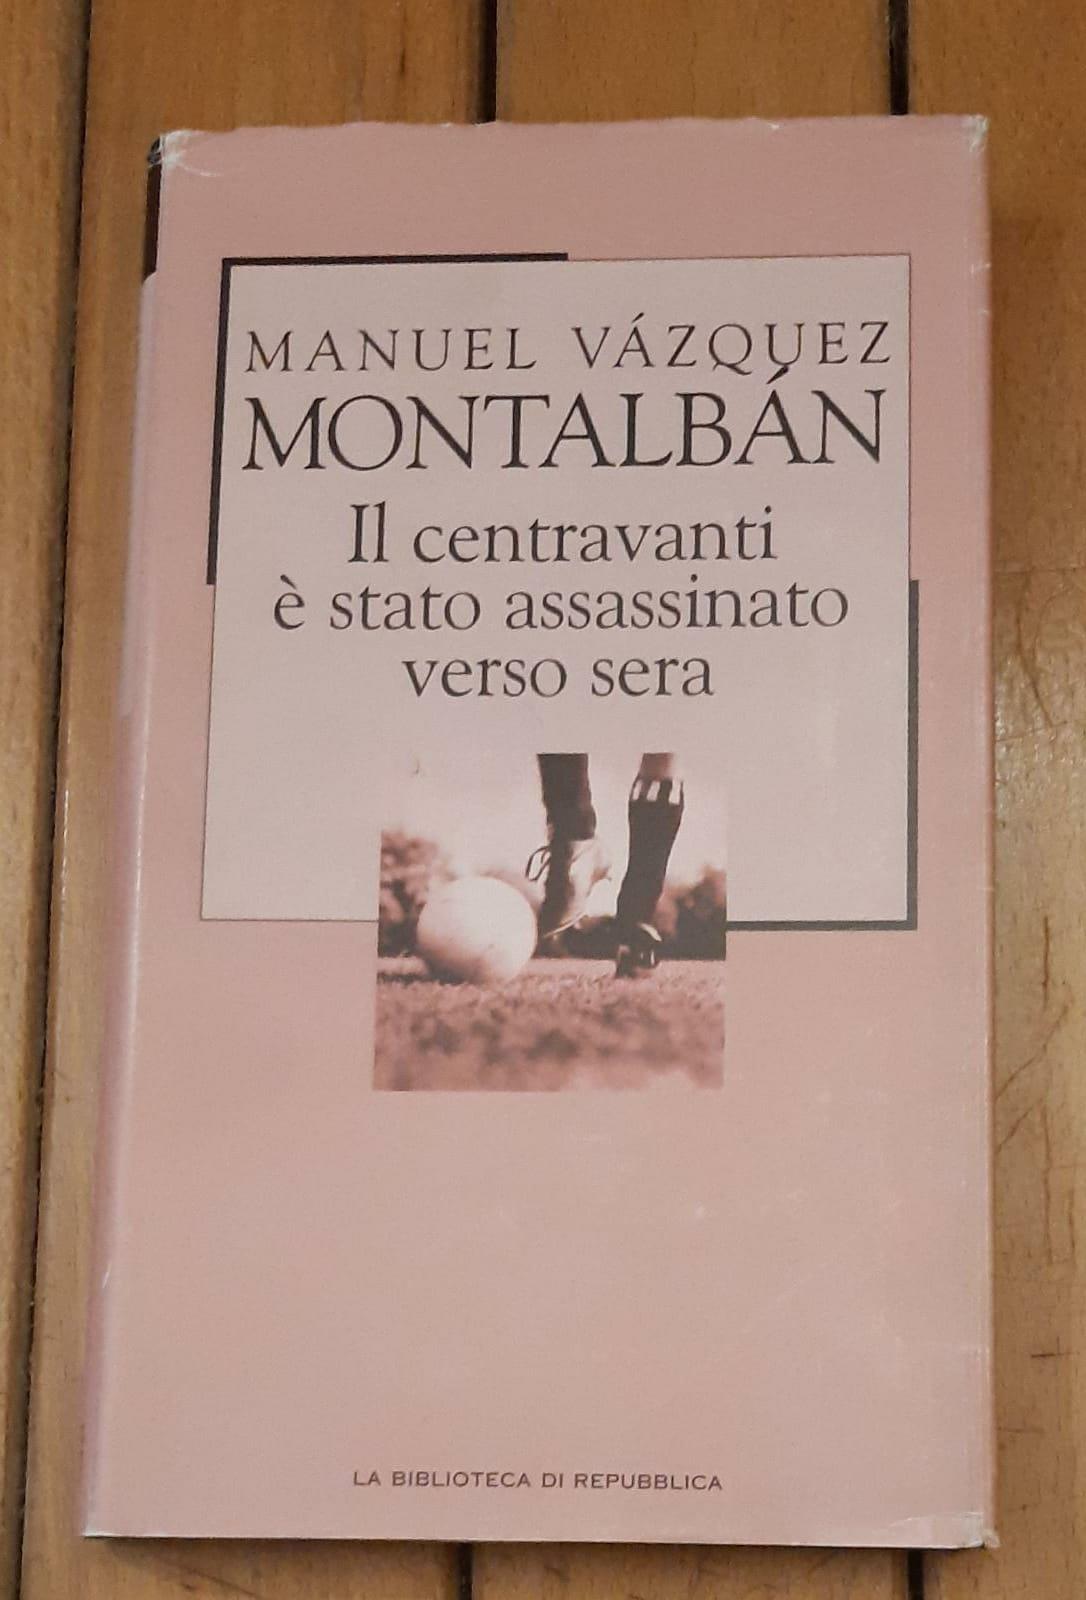 MANUEL VÁZQUEZ
MONTALBÁN
Il centravanti
è stato assassinato
verso sera
LA BIBLIOTECA DI REPUBBLICA